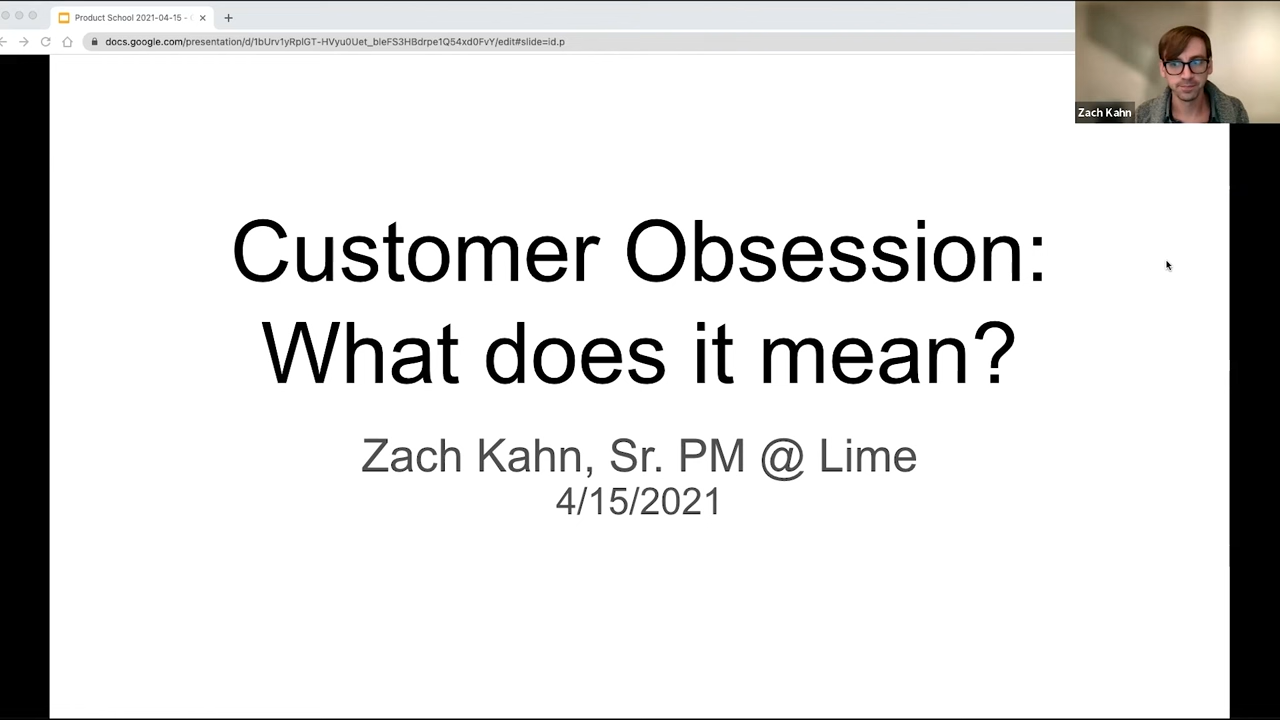 Product School 2021-04-15 -
docs.google.com/presentation/d/1bUrv1yRplGT-HVyu0Uet_bleFS3HBdrpe1Q54xd0FvY/edit#slide=id.p
Zach Kahn
Customer Obsession:
What does it mean?
Zach Kahn, Sr. PM @ Lime
4/15/2021